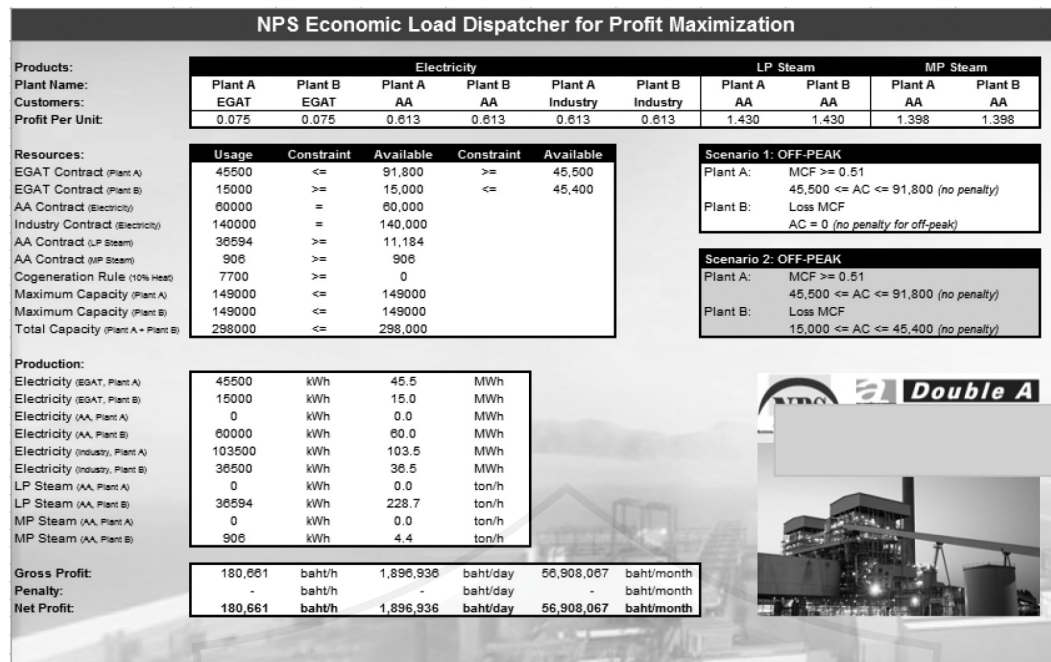 NPS Economic Load Dispatcher for Profit Maximization
Products: Electricity LP Steam MP Steam
Plant Name: Plant A Plant B Plant A Plant B Plant A Plant B Plant A Plant B Plant A Plant B
Customers: EGAT EGAT AA AA Industry Industry AA AA AA AA
Profit Per Unit: 0.075 0.075 0.613 0.613 0.613 0.613 1.430 1.430 1.398 1.398
Resources: Usage Constraint Available Constraint Available
EGAT Contract (Plant A) 45500 <= 91,800 >= 45,500
EGAT Contract (Plant B) 15000 >= 15,000 <= 45,400
AA Contract (Electricity) 60000 = 60,000
Industry Contract (Electricity) 140000 = 140,000
AA Contract (LP Steam) 36594 >= 11,184
AA Contract (MP Steam) 906 >= 906
Cogeneration Rule (10% Heat) 7700 >= 0
Maximum Capacity (Plant A) 149000 <= 149000
Maximum Capacity (Plant B) 149000 <= 149000
Total Capacity (Plant A + Plant B) 298000 <= 298,000
Scenario 1: OFF-PEAK
Plant A: MCF >= 0.51
45,500 <= AC <= 91,800 (no penalty)
Plant B: Loss MCF
AC = 0 (no penalty for off-peak)
Scenario 2: OFF-PEAK
Plant A: MCF >= 0.51
45,500 <= AC <= 91,800 (no penalty)
Plant B: Loss MCF
15,000 <= AC <= 45,400 (no penalty)
Production:
Electricity (EGAT, Plant A) 45500 kWh 45.5 MWh
Electricity (EGAT, Plant B) 15000 kWh 15.0 MWh
Electricity (AA, Plant A) 0 kWh 0.0 MWh
Electricity (AA, Plant B) 60000 kWh 60.0 MWh
Electricity (Industry, Plant A) 103500 kWh 103.5 MWh
Electricity (Industry, Plant B) 36500 kWh 36.5 MWh
LP Steam (AA, Plant A) 0 kWh 0.0 ton/h
LP Steam (AA, Plant B) 36594 kWh 228.7 ton/h
MP Steam (AA, Plant A) 0 kWh 0.0 ton/h
MP Steam (AA, Plant B) 906 kWh 4.4 ton/h
NPS a Double A
Gross Profit: 180,661 baht/h 1,896,936 baht/day 56,908,067 baht/month
Penalty: - baht/h - baht/day - baht/month
Net Profit: 180,661 baht/h 1,896,936 baht/day 56,908,067 baht/month